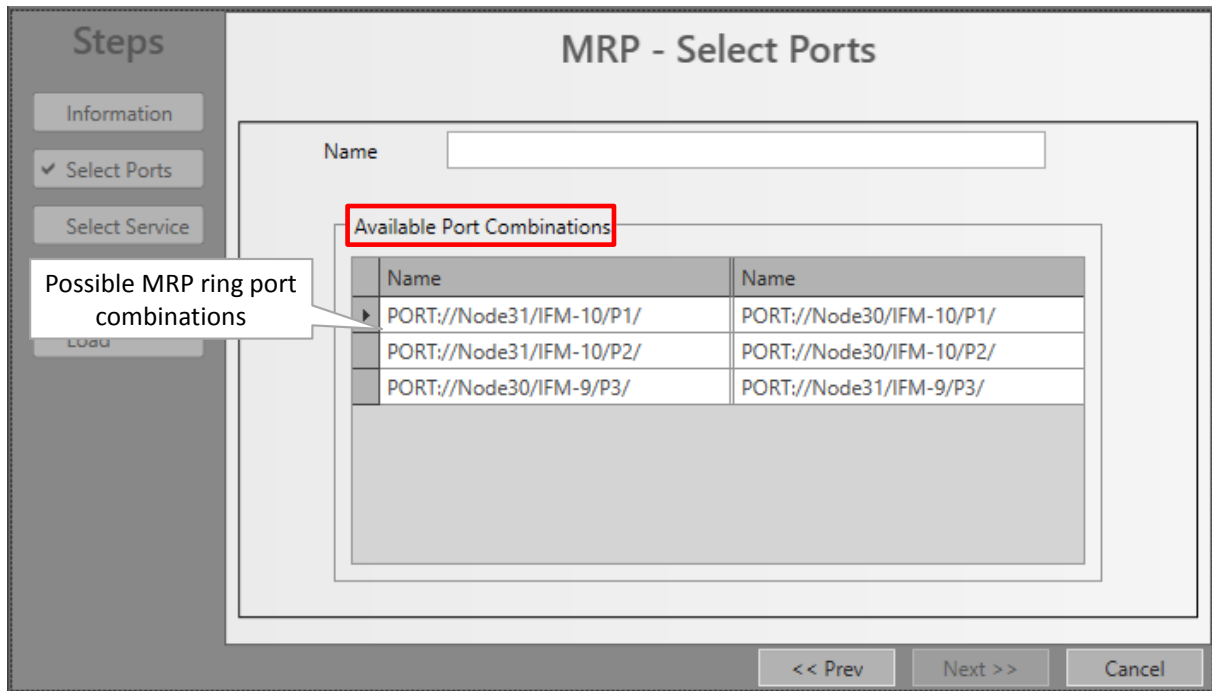 Steps
Information
✔ Select Ports
Select Service
Load
MRP - Select Ports
Name
Available Port Combinations
Name Name
PORT://Node31/IFM-10/P1/ PORT://Node30/IFM-10/P1/
PORT://Node31/IFM-10/P2/ PORT://Node30/IFM-10/P2/
PORT://Node30/IFM-9/P3/ PORT://Node31/IFM-9/P3/
Possible MRP ring port
combinations
<< Prev Next >> Cancel